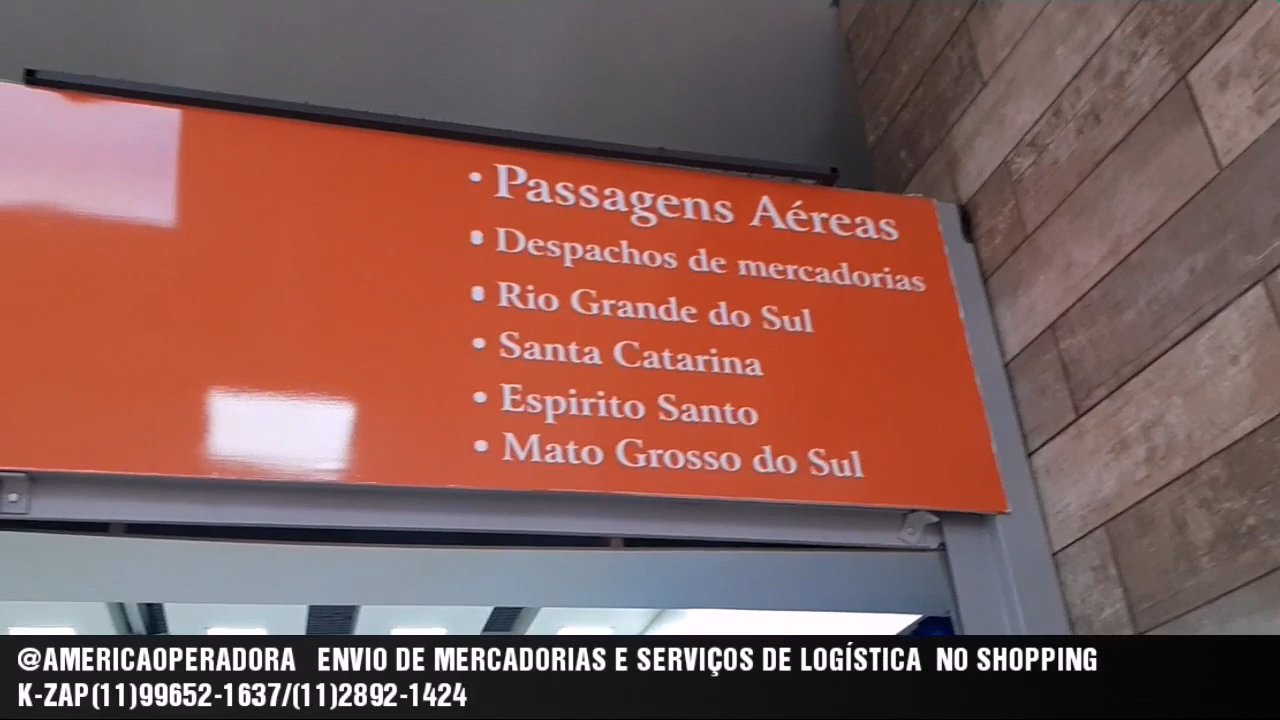 • Passagens Aéreas
• Despachos de mercadorias
• Rio Grande do Sul
• Santa Catarina
• Espirito Santo
• Mato Grosso do Sul
@AMERICAOPERADORA ENVIO DE MERCADORIAS E SERVIÇOS DE LOGÍSTICA NO SHOPPING
K-ZAP(11)99652-1637/(11)2892-1424